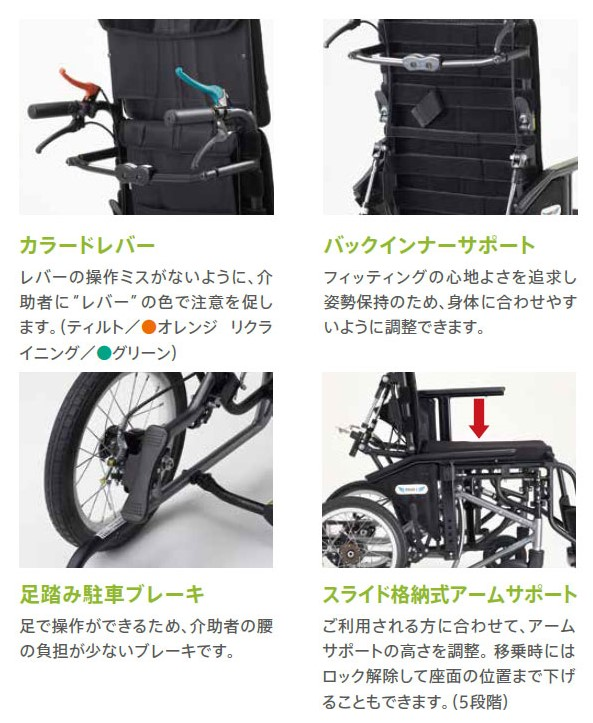 カラードレバー
レバーの操作ミスがないように、介
助者に“レバー”の色で注意を促し
ます。(ティルト／●オレンジ リクラ
イニング／●グリーン)
バックインナーサポート
フィッティングの心地よさを追求し
姿勢保持のため、身体に合わせやす
いように調整できます。
足踏み駐車ブレーキ
足で操作ができるため、介助者の腰
の負担が少ないブレーキです。
スライド格納式アームサポート
ご利用される方に合わせて、アーム
サポートの高さを調整。移乗時には
ロック解除して座面の位置まで下げ
ることもできます。(5段階)